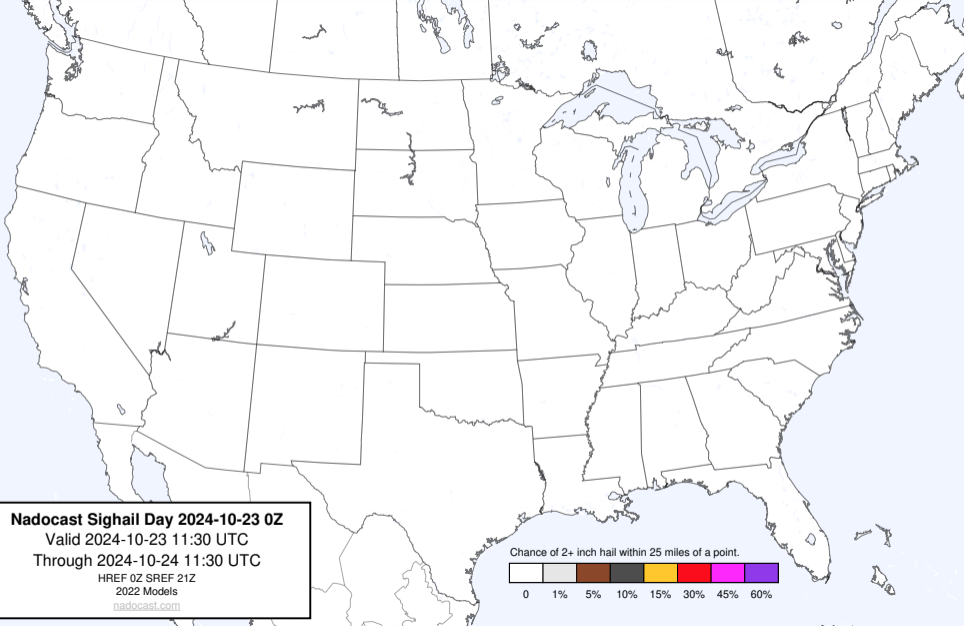 Nadocast Sighail Day 2024-10-23 0Z
Valid 2024-10-23 11:30 UTC
Through 2024-10-24 11:30 UTC
HREF 0Z SREF 21Z
2022 Models
nadocast.com
Chance of 2+ inch hail within 25 miles of a point.
0 1% 5% 10% 15% 30% 45% 60%